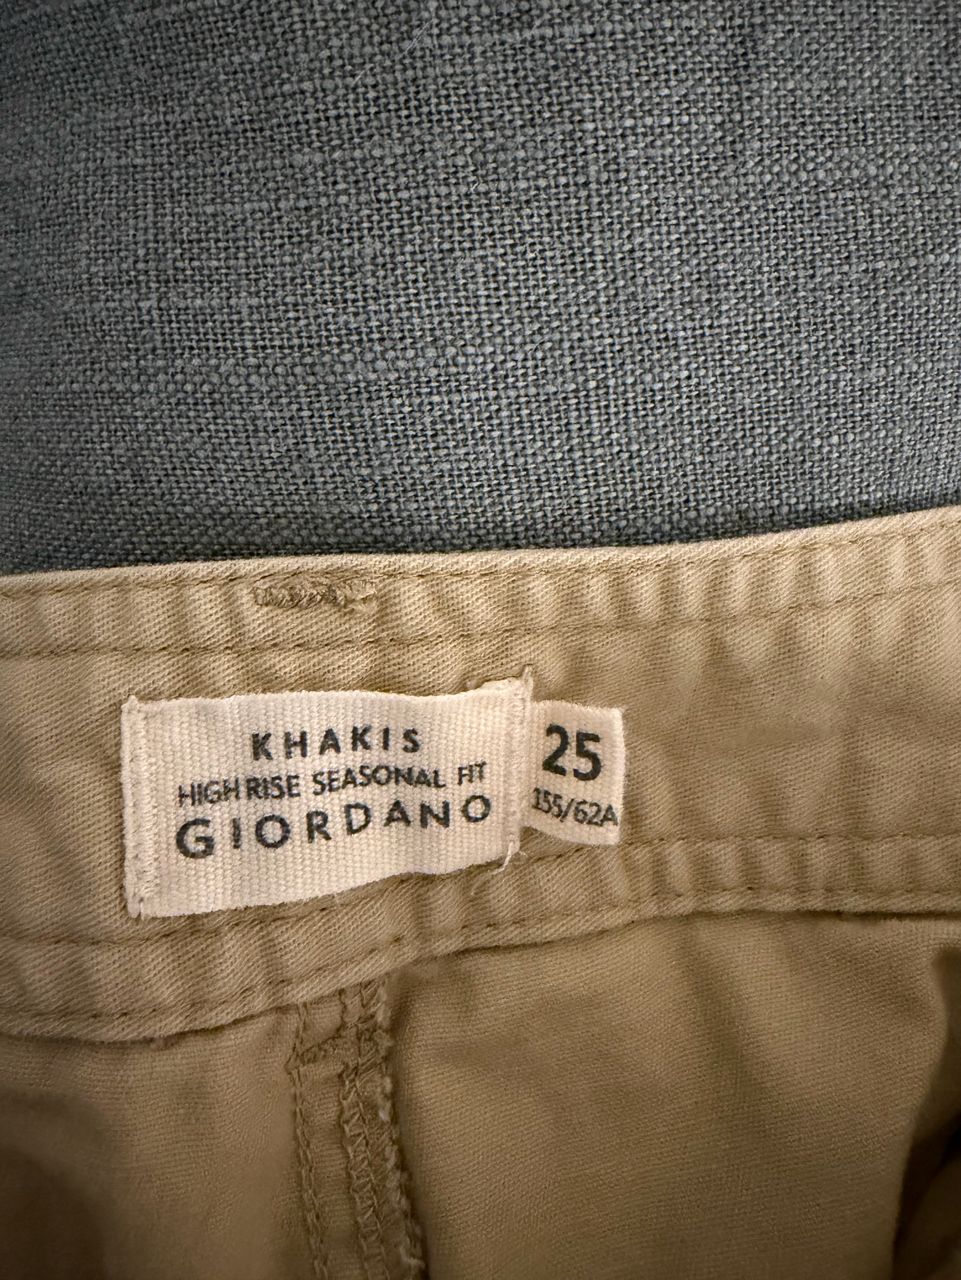 KHAKIS
HIGH RISE SEASONAL FIT
GIORDANO
25
155/62A